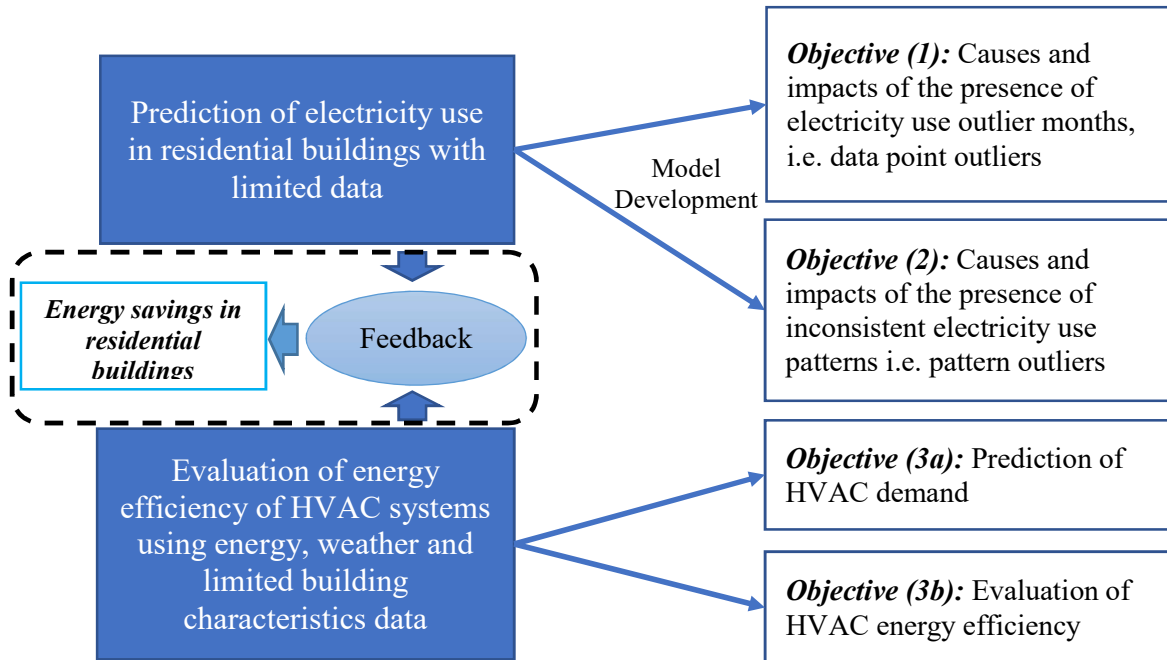 Prediction of electricity use
in residential buildings with
limited data
Model
Development
Objective (1): Causes and
impacts of the presence of
electricity use outlier months,
i.e. data point outliers
Objective (2): Causes and
impacts of the presence of
inconsistent electricity use
patterns i.e. pattern outliers
Energy savings in
residential
buildings
Feedback
Evaluation of energy
efficiency of HVAC systems
using energy, weather and
limited building
characteristics data
Objective (3a): Prediction of
HVAC demand
Objective (3b): Evaluation of
HVAC energy efficiency